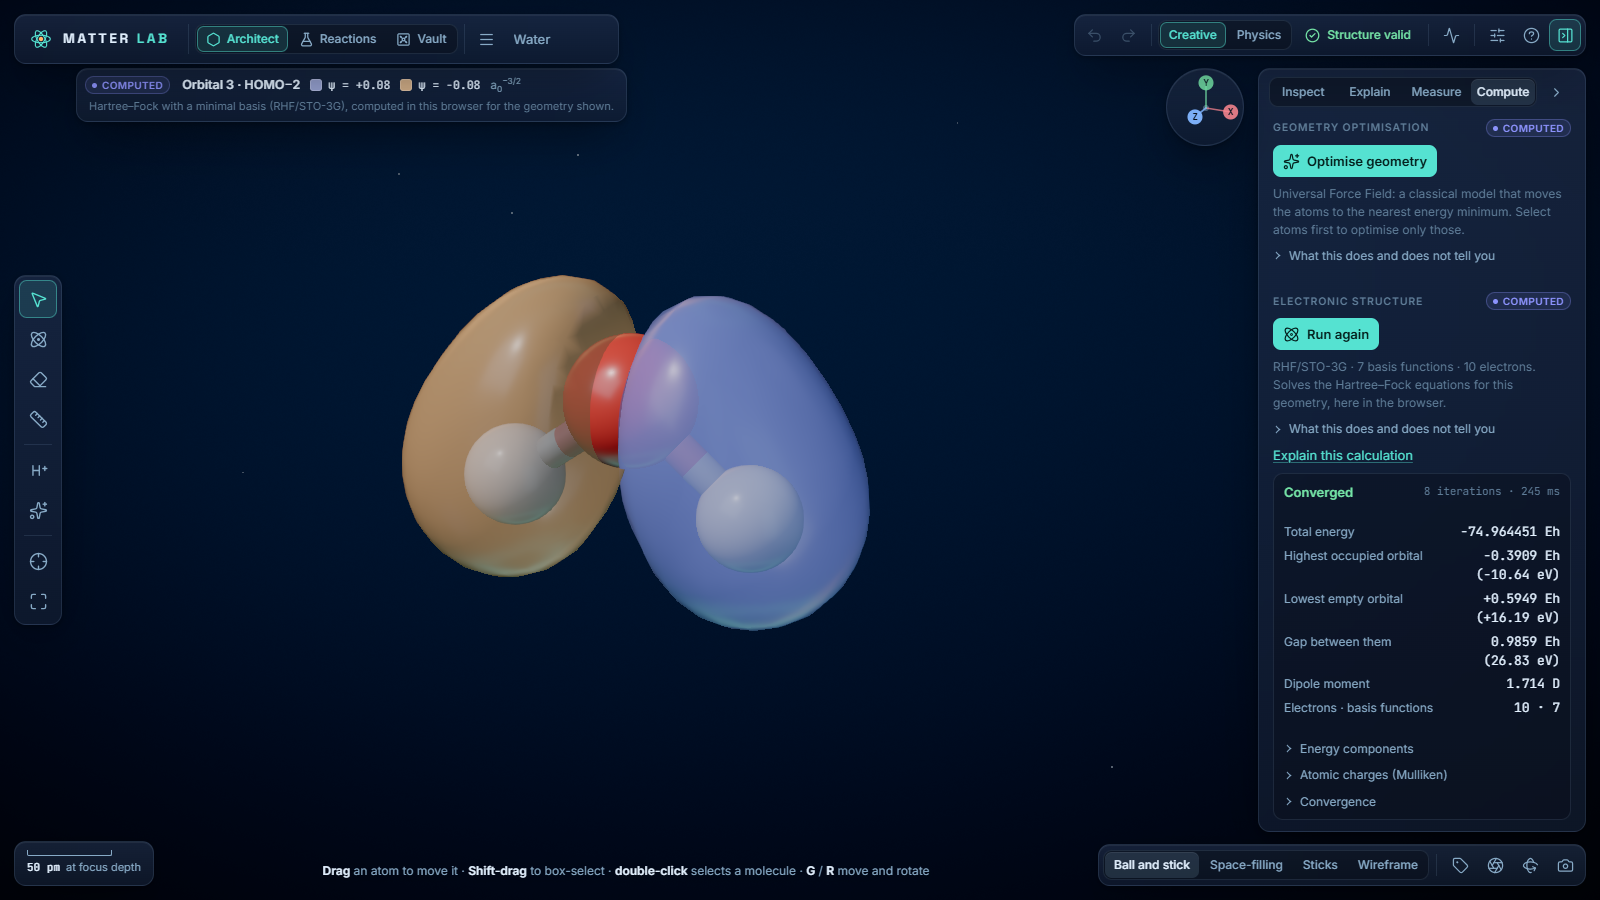 MATTER LAB
Architect
Reactions
Vault
Water
Creative
Physics
Structure valid
COMPUTED
Orbital 3 · HOMO−2
ψ = +0.08
ψ = -0.08
a₀⁻³ᐟ²
Hartree–Fock with a minimal basis (RHF/STO-3G), computed in this browser for the geometry shown.
Y
X
Z
Inspect
Explain
Measure
Compute
GEOMETRY OPTIMISATION
COMPUTED
Optimise geometry
Universal Force Field: a classical model that moves
the atoms to the nearest energy minimum. Select
atoms first to optimise only those.
What this does and does not tell you
ELECTRONIC STRUCTURE
COMPUTED
Run again
RHF/STO-3G · 7 basis functions · 10 electrons.
Solves the Hartree–Fock equations for this
geometry, here in the browser.
What this does and does not tell you
Explain this calculation
Converged
8 iterations · 245 ms
Total energy -74.964451 Eh
Highest occupied orbital -0.3909 Eh
(-10.64 eV)
Lowest empty orbital +0.5949 Eh
(+16.19 eV)
Gap between them 0.9859 Eh
(26.83 eV)
Dipole moment 1.714 D
Electrons · basis functions 10 · 7
Energy components
Atomic charges (Mulliken)
Convergence
H⁺
50 pm at focus depth
Drag an atom to move it · Shift-drag to box-select · double-click selects a molecule · G / R move and rotate
Ball and stick
Space-filling
Sticks
Wireframe